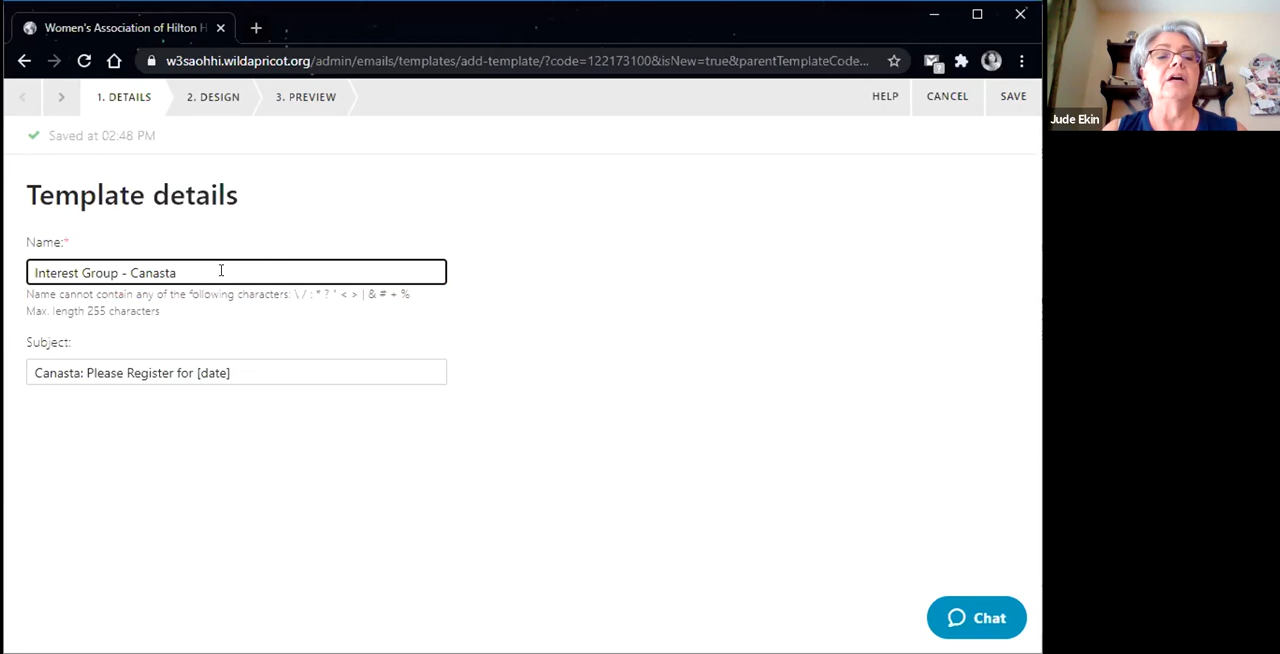 Women's Association of Hilton H
w3saohhi.wildapricot.org/admin/emails/templates/add-template/?code=122173100&isNew=true&parentTemplateCode...
7
1. DETAILS
2. DESIGN
3. PREVIEW
HELP
CANCEL
SAVE
Jude Ekin
Saved at 02:48 PM
Template details
Name:*
Interest Group - Canasta
Name cannot contain any of the following characters: \ / : * ? " < > | & # + %
Max. length 255 characters
Subject:
Canasta: Please Register for [date]
Chat